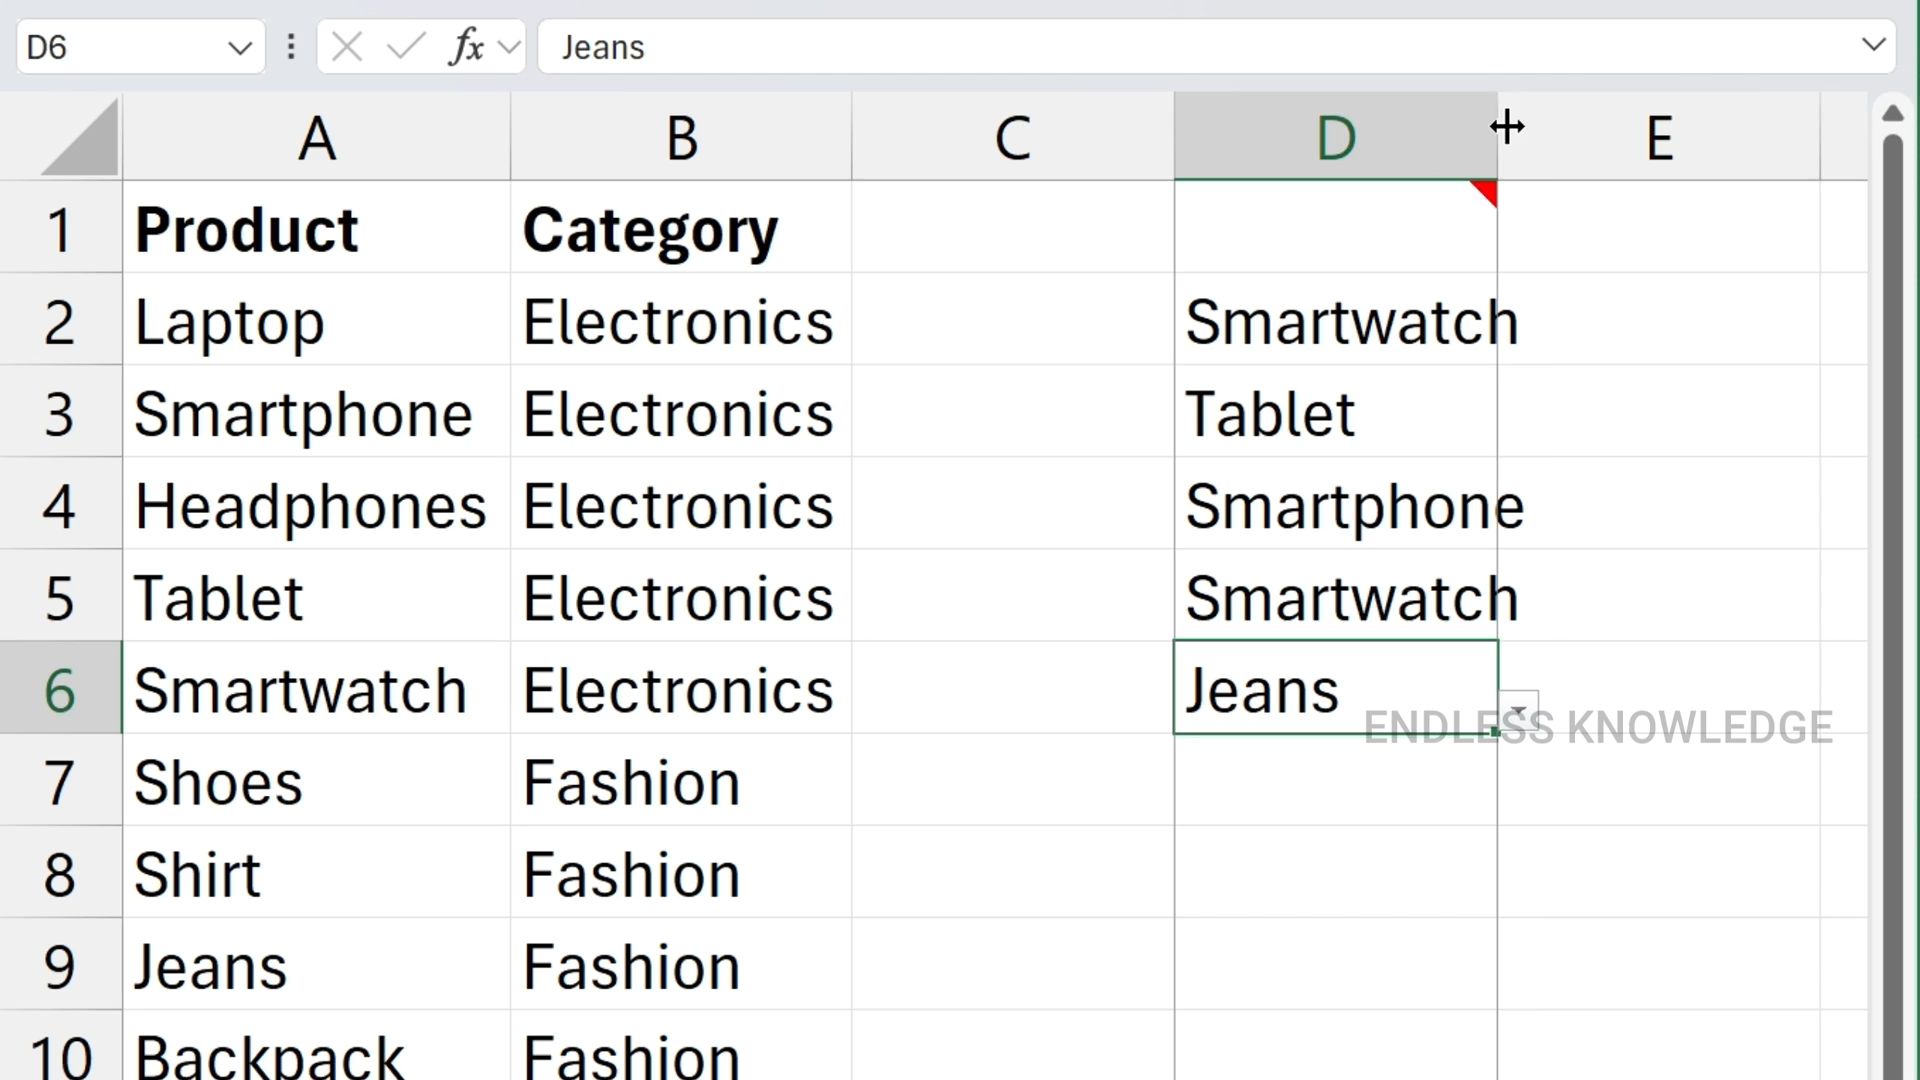 D6 fx Jeans
A B C D E
1 Product Category
2 Laptop Electronics Smartwatch
3 Smartphone Electronics Tablet
4 Headphones Electronics Smartphone
5 Tablet Electronics Smartwatch
6 Smartwatch Electronics Jeans
ENDLESS KNOWLEDGE
7 Shoes Fashion
8 Shirt Fashion
9 Jeans Fashion
10 Backpack Fashion